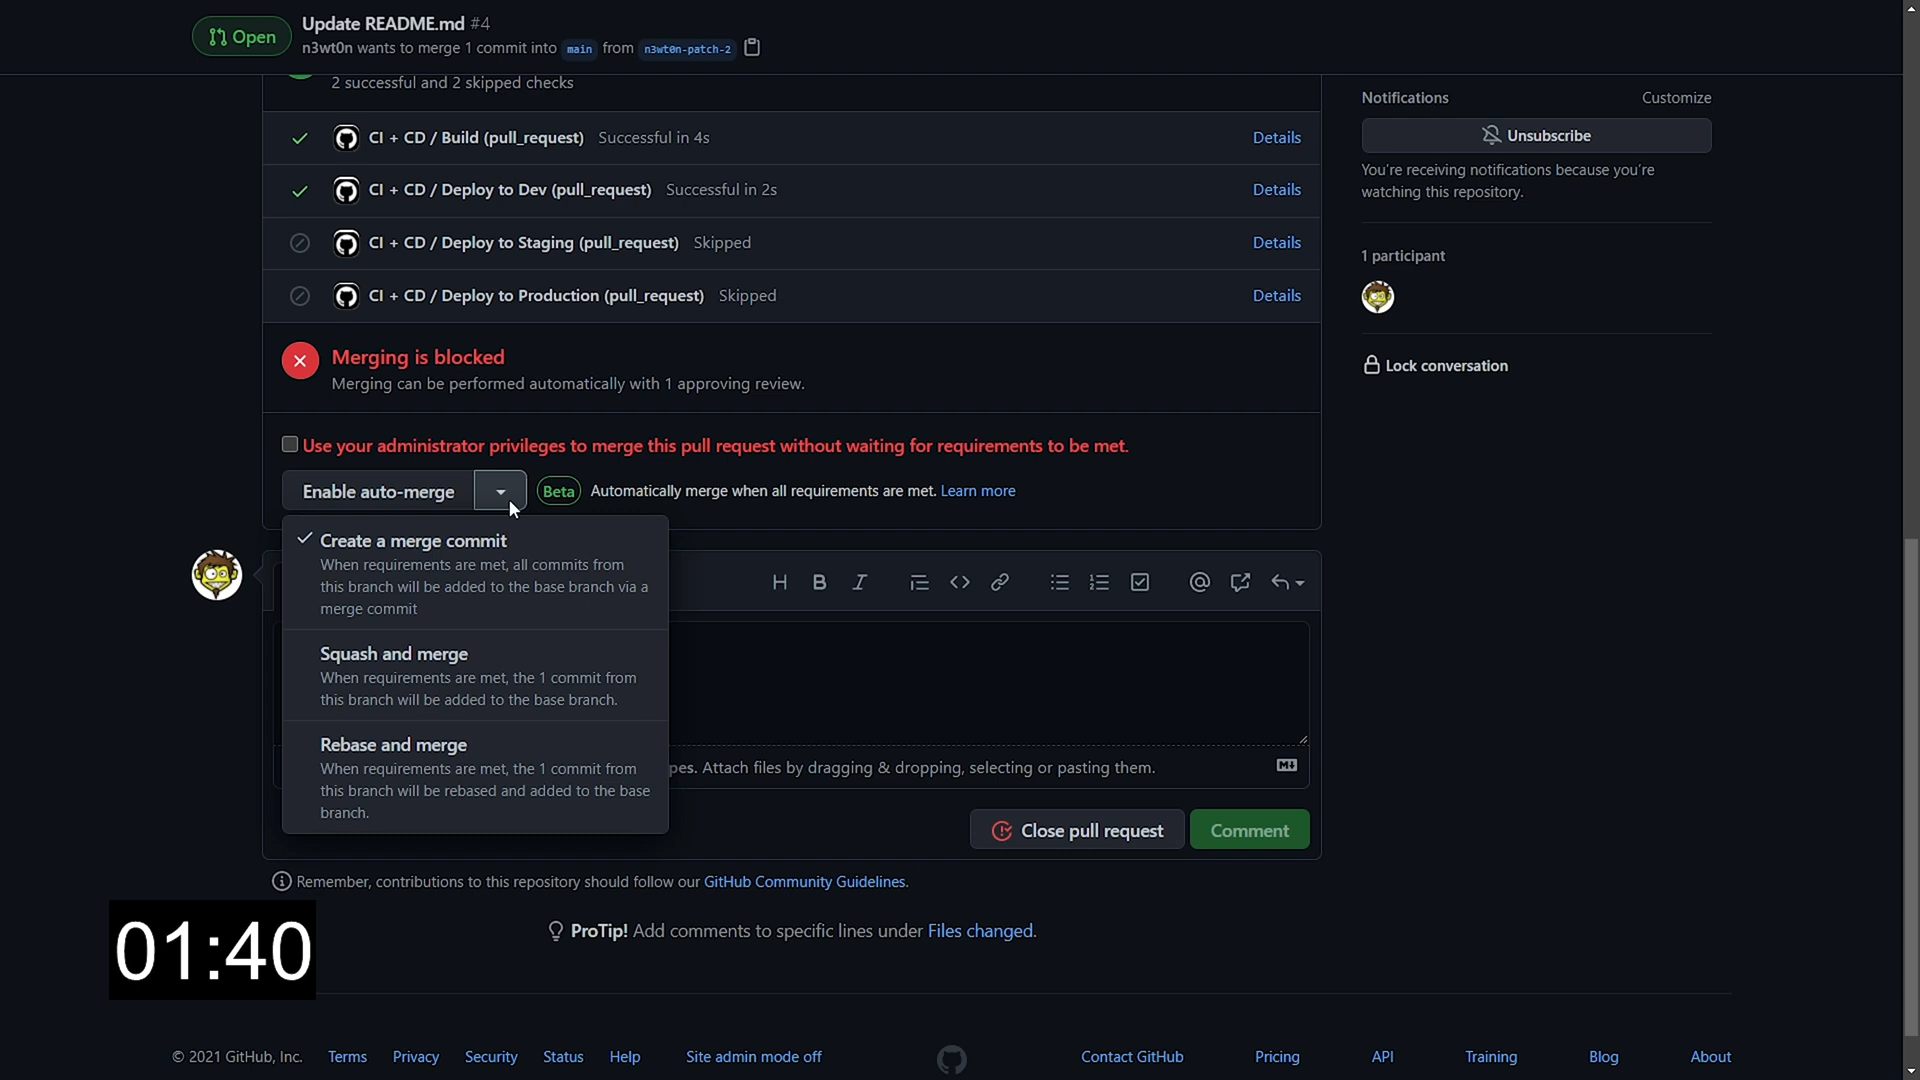 Open
Update README.md #4
n3wt0n wants to merge 1 commit into main from n3wt0n-patch-2
2 successful and 2 skipped checks
CI + CD / Build (pull_request) Successful in 4s Details
CI + CD / Deploy to Dev (pull_request) Successful in 2s Details
CI + CD / Deploy to Staging (pull_request) Skipped Details
CI + CD / Deploy to Production (pull_request) Skipped Details
Merging is blocked
Merging can be performed automatically with 1 approving review.
Use your administrator privileges to merge this pull request without waiting for requirements to be met.
Enable auto-merge Beta Automatically merge when all requirements are met. Learn more
Create a merge commit
When requirements are met, all commits from
this branch will be added to the base branch via a
merge commit
Squash and merge
When requirements are met, the 1 commit from
this branch will be added to the base branch.
Rebase and merge
When requirements are met, the 1 commit from
this branch will be rebased and added to the base
branch.
H B I @
pes. Attach files by dragging & dropping, selecting or pasting them.
Close pull request Comment
Remember, contributions to this repository should follow our GitHub Community Guidelines.
ProTip! Add comments to specific lines under Files changed.
Notifications Customize
Unsubscribe
You're receiving notifications because you're
watching this repository.
1 participant
Lock conversation
01:40
© 2021 GitHub, Inc. Terms Privacy Security Status Help Site admin mode off Contact GitHub Pricing API Training Blog About